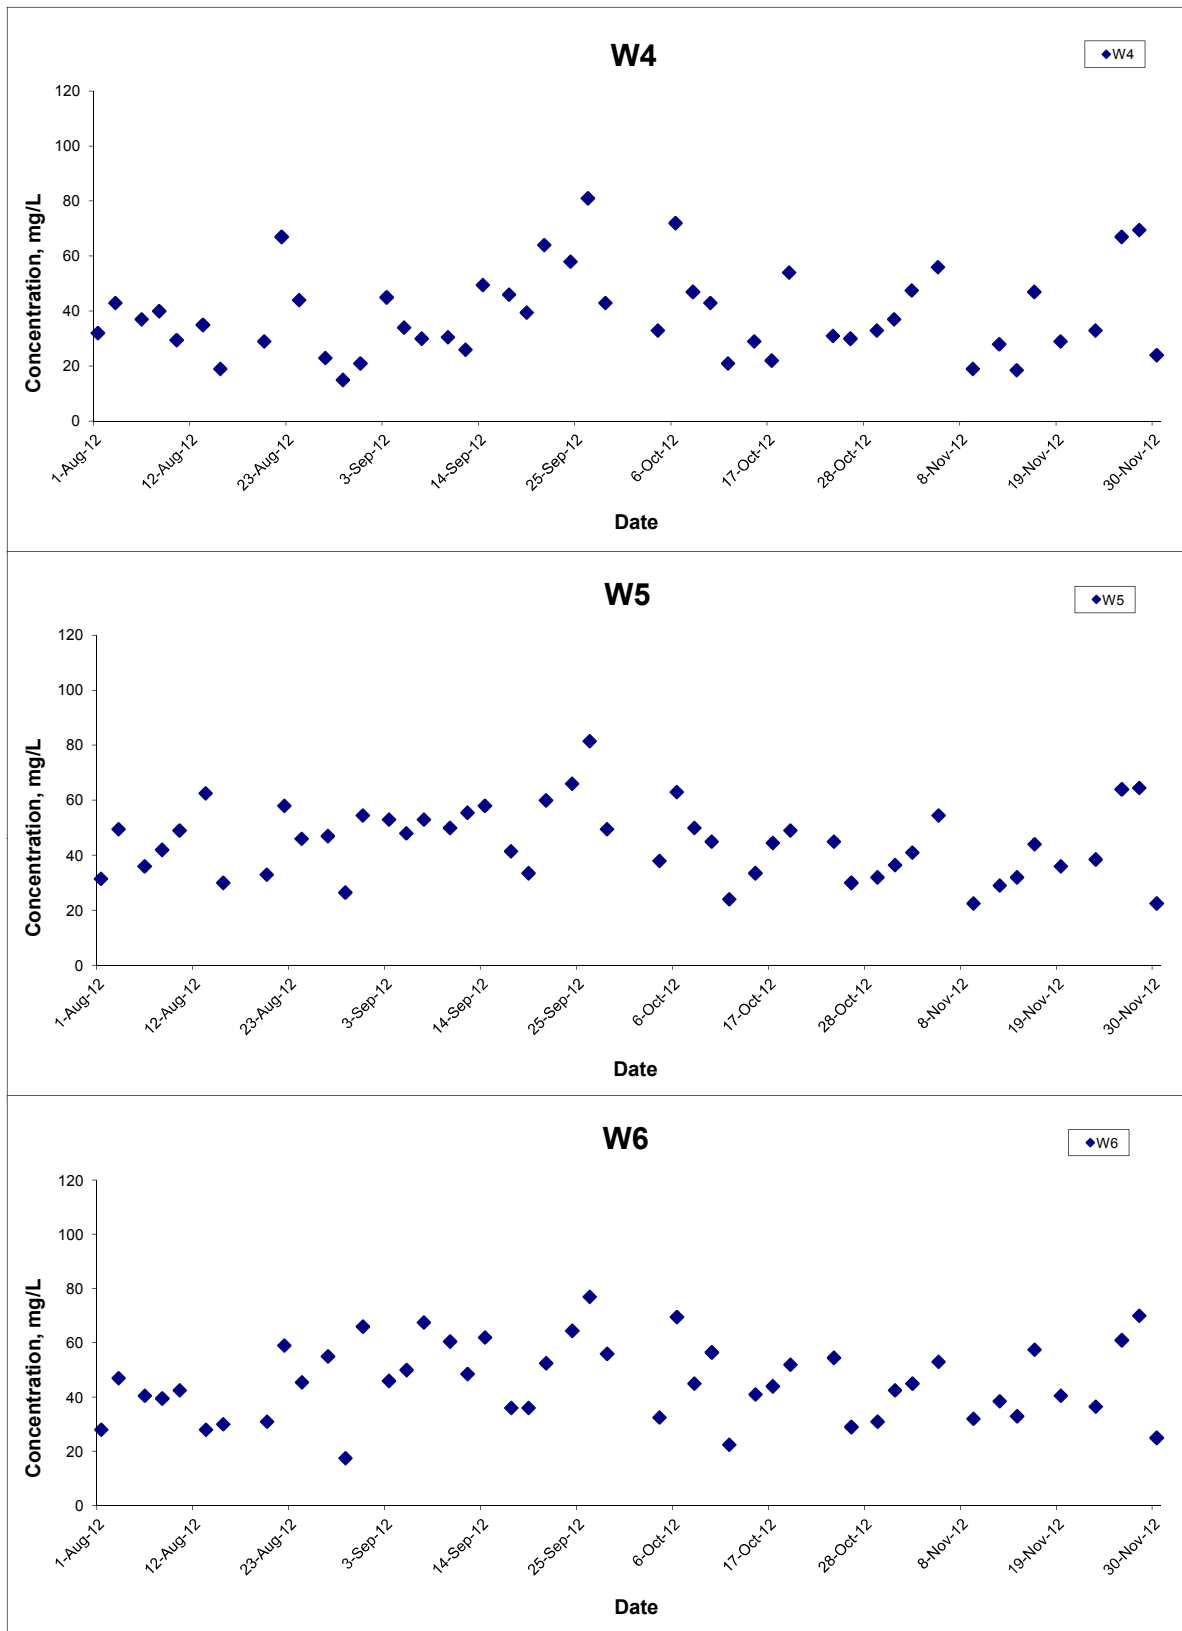 W4
W4
120
100
80
60
40
20
0
Concentration, mg/L
1-Aug-12
12-Aug-12
23-Aug-12
3-Sep-12
14-Sep-12
25-Sep-12
6-Oct-12
17-Oct-12
28-Oct-12
8-Nov-12
19-Nov-12
30-Nov-12
Date
W5
W5
120
100
80
60
40
20
0
Concentration, mg/L
1-Aug-12
12-Aug-12
23-Aug-12
3-Sep-12
14-Sep-12
25-Sep-12
6-Oct-12
17-Oct-12
28-Oct-12
8-Nov-12
19-Nov-12
30-Nov-12
Date
W6
W6
120
100
80
60
40
20
0
Concentration, mg/L
1-Aug-12
12-Aug-12
23-Aug-12
3-Sep-12
14-Sep-12
25-Sep-12
6-Oct-12
17-Oct-12
28-Oct-12
8-Nov-12
19-Nov-12
30-Nov-12
Date